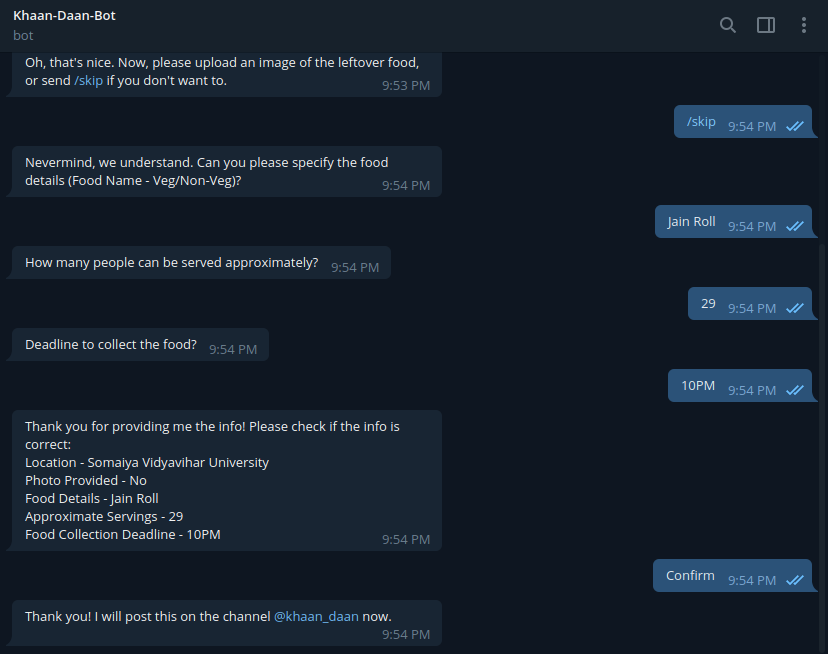 Khaan-Daan-Bot
bot
Oh, that's nice. Now, please upload an image of the leftover food,
or send /skip if you don't want to.
9:53 PM
/skip 9:54 PM
Nevermind, we understand. Can you please specify the food
details (Food Name - Veg/Non-Veg)?
9:54 PM
Jain Roll 9:54 PM
How many people can be served approximately? 9:54 PM
29 9:54 PM
Deadline to collect the food? 9:54 PM
10PM 9:54 PM
Thank you for providing me the info! Please check if the info is
correct:
Location - Somaiya Vidyavihar University
Photo Provided - No
Food Details - Jain Roll
Approximate Servings - 29
Food Collection Deadline - 10PM
9:54 PM
Confirm 9:54 PM
Thank you! I will post this on the channel @khaan_daan now.
9:54 PM